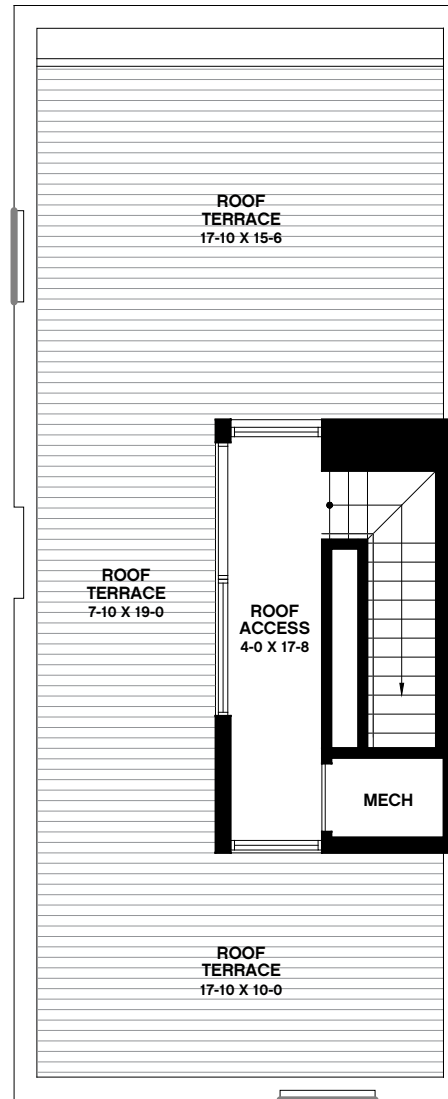 ROOF
TERRACE
17-10 X 15-6
ROOF
TERRACE
7-10 X 19-0
ROOF
ACCESS
4-0 X 17-8
MECH
ROOF
TERRACE
17-10 X 10-0